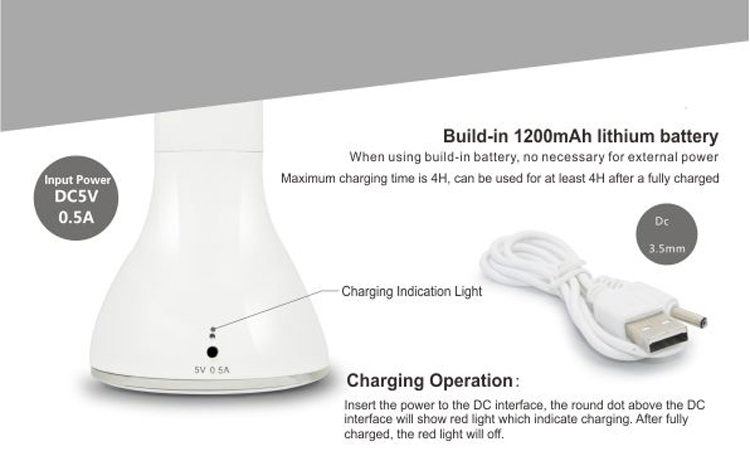 Build-in 1200mAh lithium battery
When using build-in battery, no necessary for external power
Maximum charging time is 4H, can be used for at least 4H after a fully charged
Input Power
DC5V
0.5A
Dc
3.5mm
Charging Indication Light
5V 0.5A
Charging Operation:
Insert the power to the DC interface, the round dot above the DC
interface will show red light which indicate charging. After fully
charged, the red light will off.